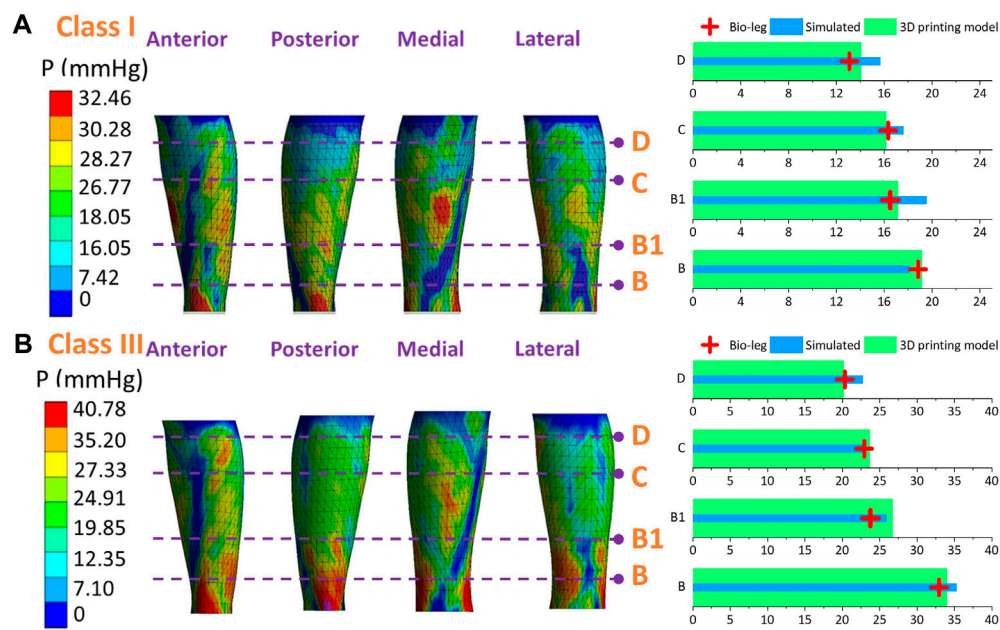 A Class I
Anterior Posterior Medial Lateral
P (mmHg)
32.46
30.28
28.27
26.77
18.05
16.05
7.42
0
D
C
B1
B
Bio-leg Simulated 3D printing model
D
0 4 8 12 16 20 24
C
0 4 8 12 16 20 24
B1
0 4 8 12 16 20 24
B
0 4 8 12 16 20 24
B Class III
Anterior Posterior Medial Lateral
P (mmHg)
40.78
35.20
27.33
24.91
19.85
12.35
7.10
0
D
C
B1
B
Bio-leg Simulated 3D printing model
D
0 5 10 15 20 25 30 35 40
C
0 5 10 15 20 25 30 35 40
B1
0 5 10 15 20 25 30 35 40
B
0 5 10 15 20 25 30 35 40